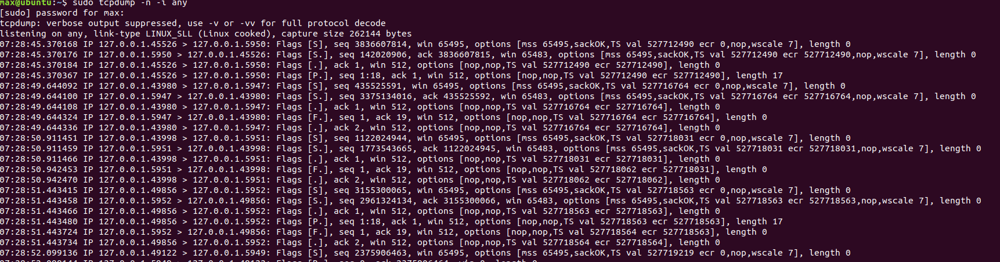 max@ubuntu:~$ sudo tcpdump -n -i any
[sudo] password for max:
tcpdump: verbose output suppressed, use -v or -vv for full protocol decode
listening on any, link-type LINUX_SLL (Linux cooked), capture size 262144 bytes
07:28:45.370168 IP 127.0.0.1.45526 > 127.0.0.1.5950: Flags [S], seq 3836607814, win 65495, options [mss 65495,sackOK,TS val 527712490 ecr 0,nop,wscale 7], length 0
07:28:45.370176 IP 127.0.0.1.5950 > 127.0.0.1.45526: Flags [S.], seq 142020906, ack 3836607815, win 65483, options [mss 65495,sackOK,TS val 527712490 ecr 527712490,nop,wscale 7], length 0
07:28:45.370184 IP 127.0.0.1.45526 > 127.0.0.1.5950: Flags [.], ack 1, win 512, options [nop,nop,TS val 527712490 ecr 527712490], length 0
07:28:45.370367 IP 127.0.0.1.45526 > 127.0.0.1.5950: Flags [P.], seq 1:18, ack 1, win 512, options [nop,nop,TS val 527712490 ecr 527712490], length 17
07:28:49.644092 IP 127.0.0.1.43980 > 127.0.0.1.5947: Flags [S], seq 435525591, win 65495, options [mss 65495,sackOK,TS val 527716764 ecr 0,nop,wscale 7], length 0
07:28:49.644100 IP 127.0.0.1.5947 > 127.0.0.1.43980: Flags [S.], seq 3375134016, ack 435525592, win 65483, options [mss 65495,sackOK,TS val 527716764 ecr 527716764,nop,wscale 7], length 0
07:28:49.644108 IP 127.0.0.1.43980 > 127.0.0.1.5947: Flags [.], ack 1, win 512, options [nop,nop,TS val 527716764 ecr 527716764], length 0
07:28:49.644324 IP 127.0.0.1.5947 > 127.0.0.1.43980: Flags [F.], seq 1, ack 19, win 512, options [nop,nop,TS val 527716764 ecr 527716764], length 0
07:28:49.644336 IP 127.0.0.1.43980 > 127.0.0.1.5947: Flags [.], ack 2, win 512, options [nop,nop,TS val 527716764 ecr 527716764], length 0
07:28:50.911451 IP 127.0.0.1.43998 > 127.0.0.1.5951: Flags [S], seq 1122024944, win 65495, options [mss 65495,sackOK,TS val 527718031 ecr 0,nop,wscale 7], length 0
07:28:50.911459 IP 127.0.0.1.5951 > 127.0.0.1.43998: Flags [S.], seq 1773543665, ack 1122024945, win 65483, options [mss 65495,sackOK,TS val 527718031 ecr 527718031,nop,wscale 7], length 0
07:28:50.911466 IP 127.0.0.1.43998 > 127.0.0.1.5951: Flags [.], ack 1, win 512, options [nop,nop,TS val 527718031 ecr 527718031], length 0
07:28:50.942453 IP 127.0.0.1.5951 > 127.0.0.1.43998: Flags [F.], seq 1, ack 19, win 512, options [nop,nop,TS val 527718062 ecr 527718031], length 0
07:28:50.942470 IP 127.0.0.1.43998 > 127.0.0.1.5951: Flags [.], ack 2, win 512, options [nop,nop,TS val 527718062 ecr 527718062], length 0
07:28:51.443415 IP 127.0.0.1.49856 > 127.0.0.1.5952: Flags [S], seq 3155300065, win 65495, options [mss 65495,sackOK,TS val 527718563 ecr 0,nop,wscale 7], length 0
07:28:51.443458 IP 127.0.0.1.5952 > 127.0.0.1.49856: Flags [S.], seq 2961324134, ack 3155300066, win 65483, options [mss 65495,sackOK,TS val 527718563 ecr 527718563,nop,wscale 7], length 0
07:28:51.443466 IP 127.0.0.1.49856 > 127.0.0.1.5952: Flags [.], ack 1, win 512, options [nop,nop,TS val 527718563 ecr 527718563], length 0
07:28:51.443480 IP 127.0.0.1.49856 > 127.0.0.1.5952: Flags [P.], seq 1:18, ack 1, win 512, options [nop,nop,TS val 527718563 ecr 527718563], length 17
07:28:51.443724 IP 127.0.0.1.5952 > 127.0.0.1.49856: Flags [F.], seq 1, ack 19, win 512, options [nop,nop,TS val 527718564 ecr 527718563], length 0
07:28:51.443734 IP 127.0.0.1.49856 > 127.0.0.1.5952: Flags [.], ack 2, win 512, options [nop,nop,TS val 527718564 ecr 527718564], length 0
07:28:52.099136 IP 127.0.0.1.49122 > 127.0.0.1.5949: Flags [S], seq 2375906463, win 65495, options [mss 65495,sackOK,TS val 527719219 ecr 0,nop,wscale 7], length 0